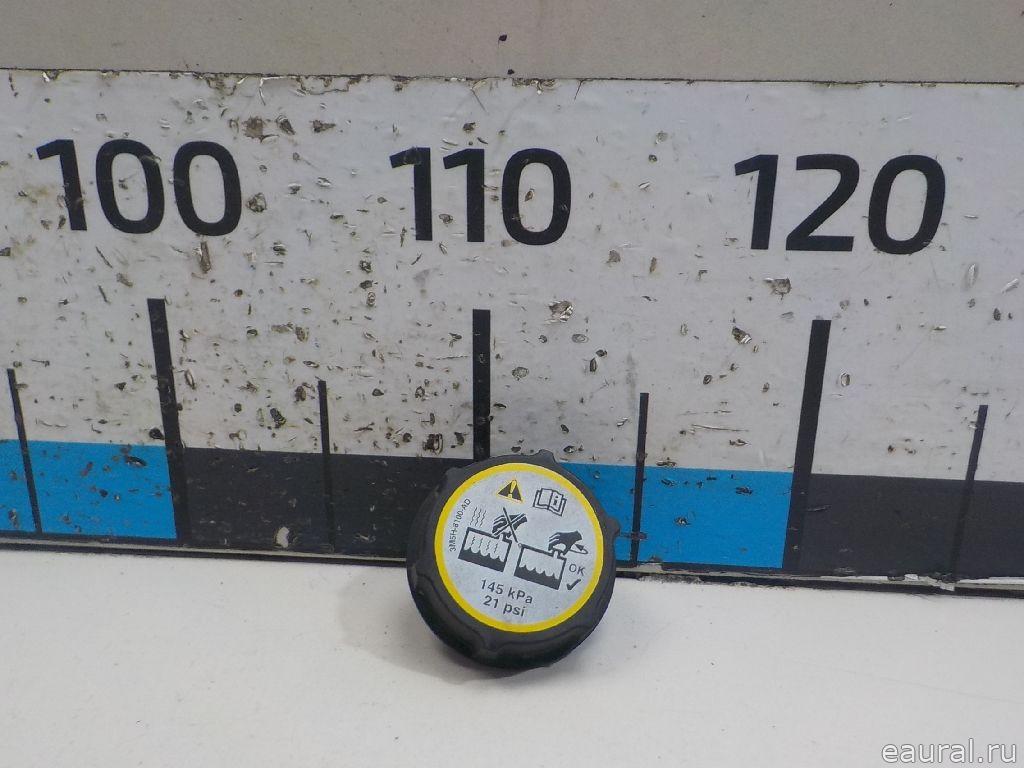 100 110 120
3M5H-8100-AD
OK
145 kPa
21 psi
eaural.ru